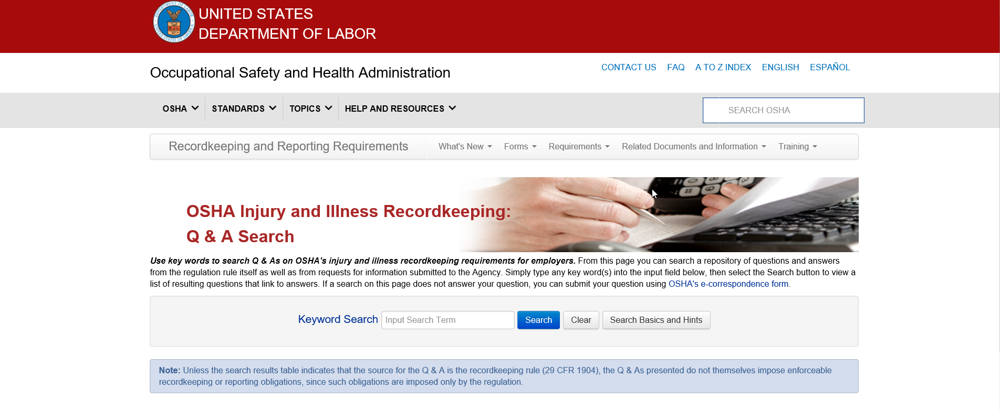 UNITED STATES
DEPARTMENT OF LABOR
Occupational Safety and Health Administration
CONTACT US FAQ A TO Z INDEX ENGLISH ESPAÑOL
OSHA STANDARDS TOPICS HELP AND RESOURCES
SEARCH OSHA
Recordkeeping and Reporting Requirements What's New Forms Requirements Related Documents and Information Training
OSHA Injury and Illness Recordkeeping:
Q & A Search
Use key words to search Q & As on OSHA's injury and illness recordkeeping requirements for employers. From this page you can search a repository of questions and answers
from the regulation rule itself as well as from requests for information submitted to the Agency. Simply type any key word(s) into the input field below, then select the Search button to view a
list of resulting questions that link to answers. If a search on this page does not answer your question, you can submit your question using OSHA's e-correspondence form.
Keyword Search Input Search Term Search Clear Search Basics and Hints
Note: Unless the search results table indicates that the source for the Q & A is the recordkeeping rule (29 CFR 1904), the Q & As presented do not themselves impose enforceable
recordkeeping or reporting obligations, since such obligations are imposed only by the regulation.